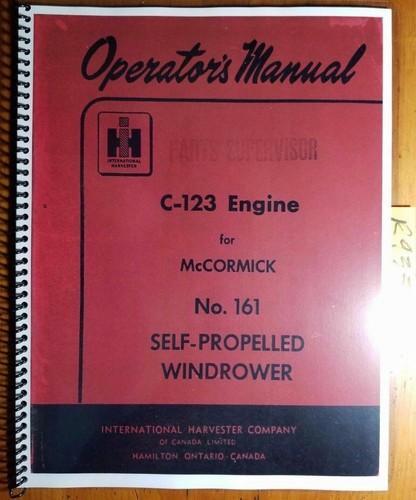 Operator's Manual
IH
INTERNATIONAL
HARVESTER
PARTS SUPERVISOR
C-123 Engine
for
McCORMICK
No. 161
SELF-PROPELLED
WINDROWER
INTERNATIONAL HARVESTER COMPANY
OF CANADA LIMITED
HAMILTON ONTARIO-CANADA